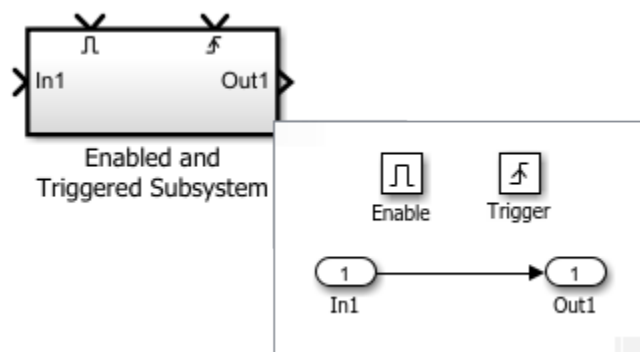 In1
Out1
Enabled and
Triggered Subsystem
Enable
Trigger
1
1
In1
Out1